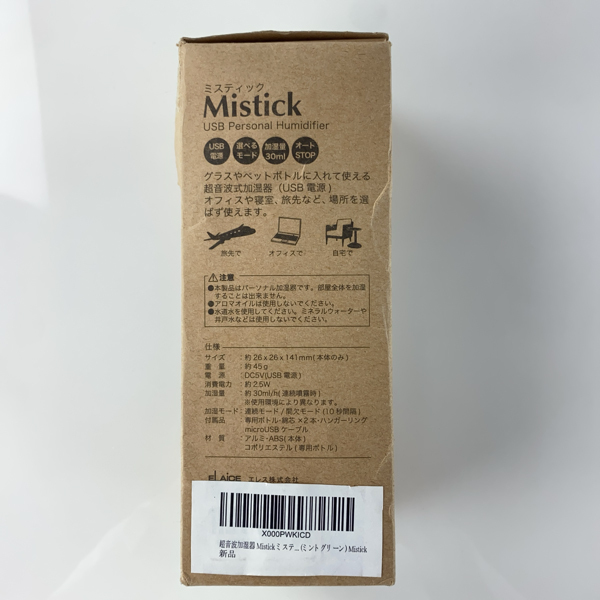 ミスティック
Mistick
USB Personal Humidifier
USB
電源
選べる
モード
加湿量
30ml
オート
STOP
グラスやペットボトルに入れて使える
超音波式加湿器（USB 電源）
オフィスや寝室、旅先など、場所を選
ばず使えます。
旅先で
オフィスで
自宅で
注意
●本製品はパーソナル加湿器です。部屋全体を加湿
することは出来ません。
●アロマオイルは使用しないでください。
●水道水を使用してください。ミネラルウォーターや
井戸水などは使用しないでください。
仕様
サイズ：約26x26x141mm(本体のみ)
重量：約45g
電源：DC5V(USB電源)
消費電力：約2.5W
加湿量：約30ml/h(連続噴霧時)
※使用環境により異なります。
加湿モード：連続モード/間欠モード(10秒間隔)
付属品：専用ボトル・綿芯×2本・ハンガーリング
microUSBケーブル
材質：アルミ・ABS(本体)
コポリエステル(専用ボトル)
ELAiCE エレス株式会社
X000PWKICD
超音波加湿器 Mistickミステ... (ミントグリーン) Mistick
新品